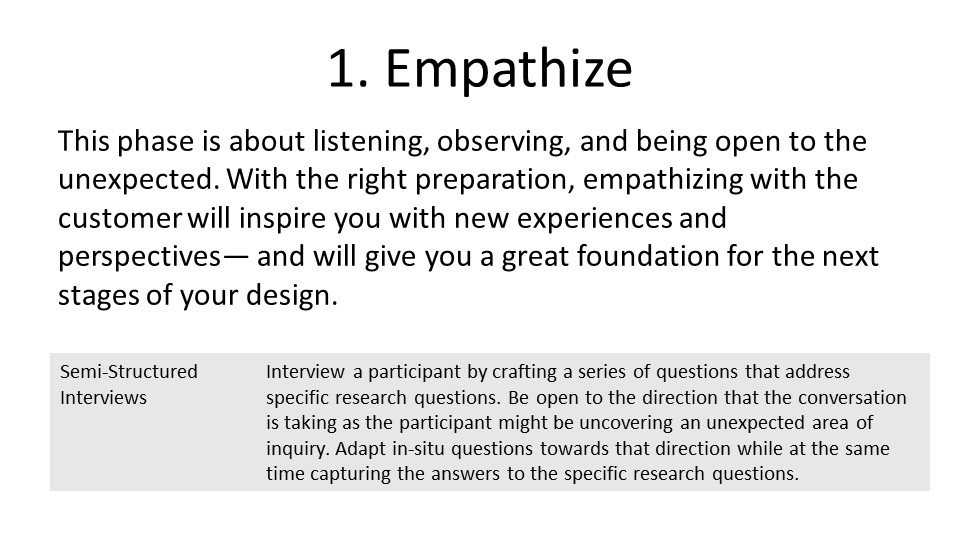 1. Empathize
This phase is about listening, observing, and being open to the
unexpected. With the right preparation, empathizing with the
customer will inspire you with new experiences and
perspectives— and will give you a great foundation for the next
stages of your design.
Semi-Structured
Interviews
Interview a participant by crafting a series of questions that address
specific research questions. Be open to the direction that the conversation
is taking as the participant might be uncovering an unexpected area of
inquiry. Adapt in-situ questions towards that direction while at the same
time capturing the answers to the specific research questions.